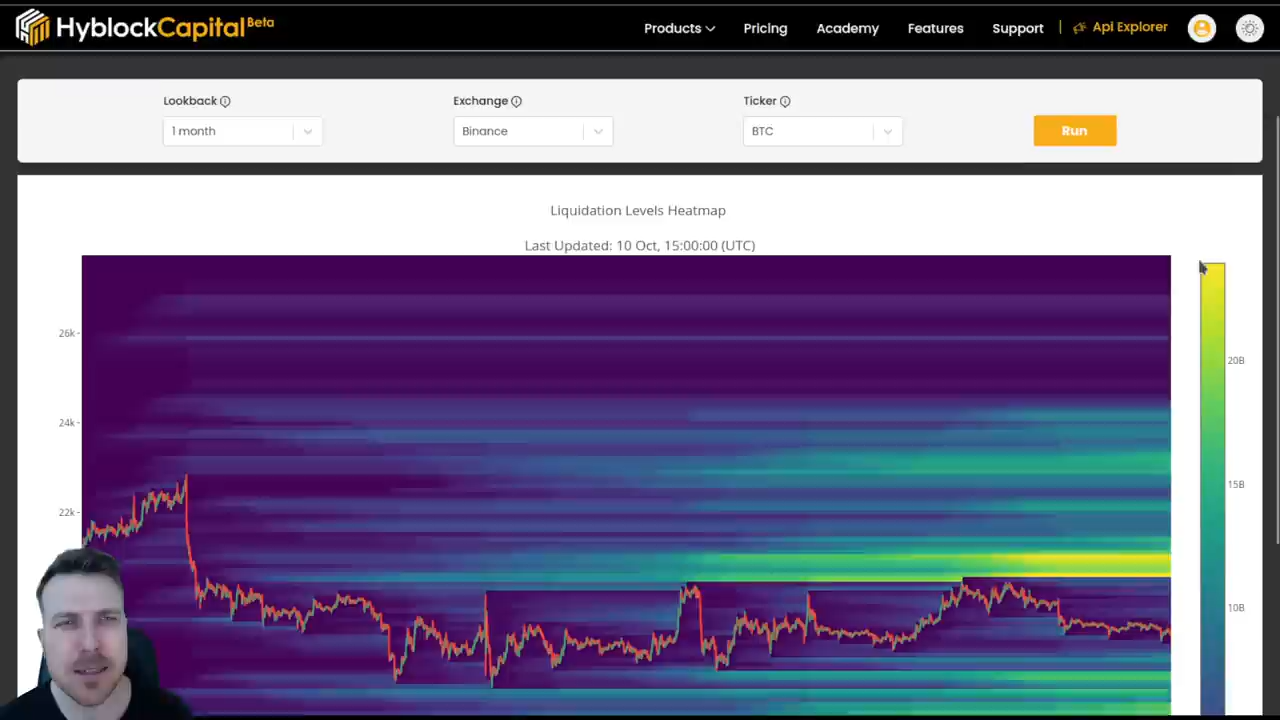 HyblockCapital Beta
Products Pricing Academy Features Support Api Explorer
Lookback Exchange Ticker
1 month Binance BTC Run
Liquidation Levels Heatmap
Last Updated: 10 Oct, 15:00:00 (UTC)
26k
20B
24k
15B
22k
10B